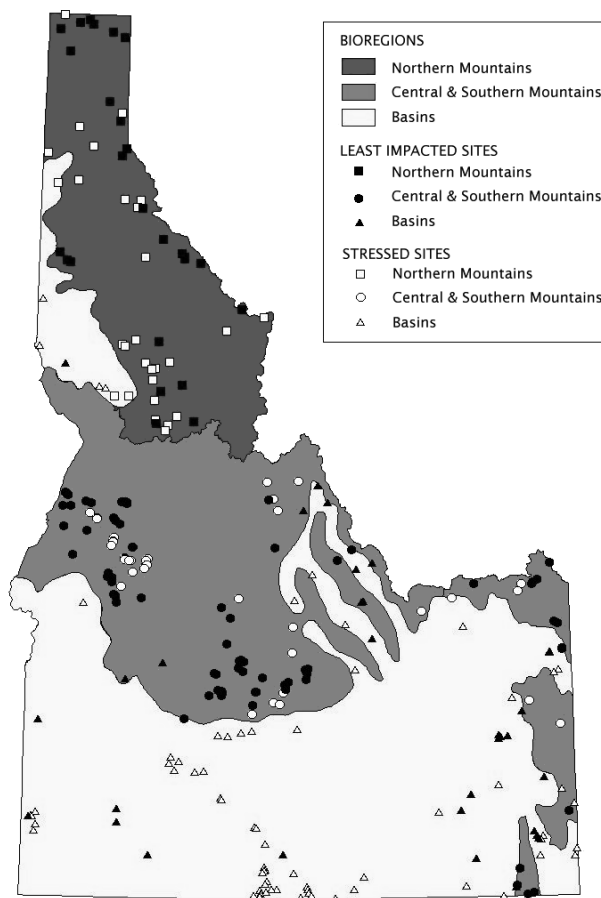 BIOREGIONS
Northern Mountains
Central & Southern Mountains
Basins
LEAST IMPACTED SITES
Northern Mountains
Central & Southern Mountains
Basins
STRESSED SITES
Northern Mountains
Central & Southern Mountains
Basins